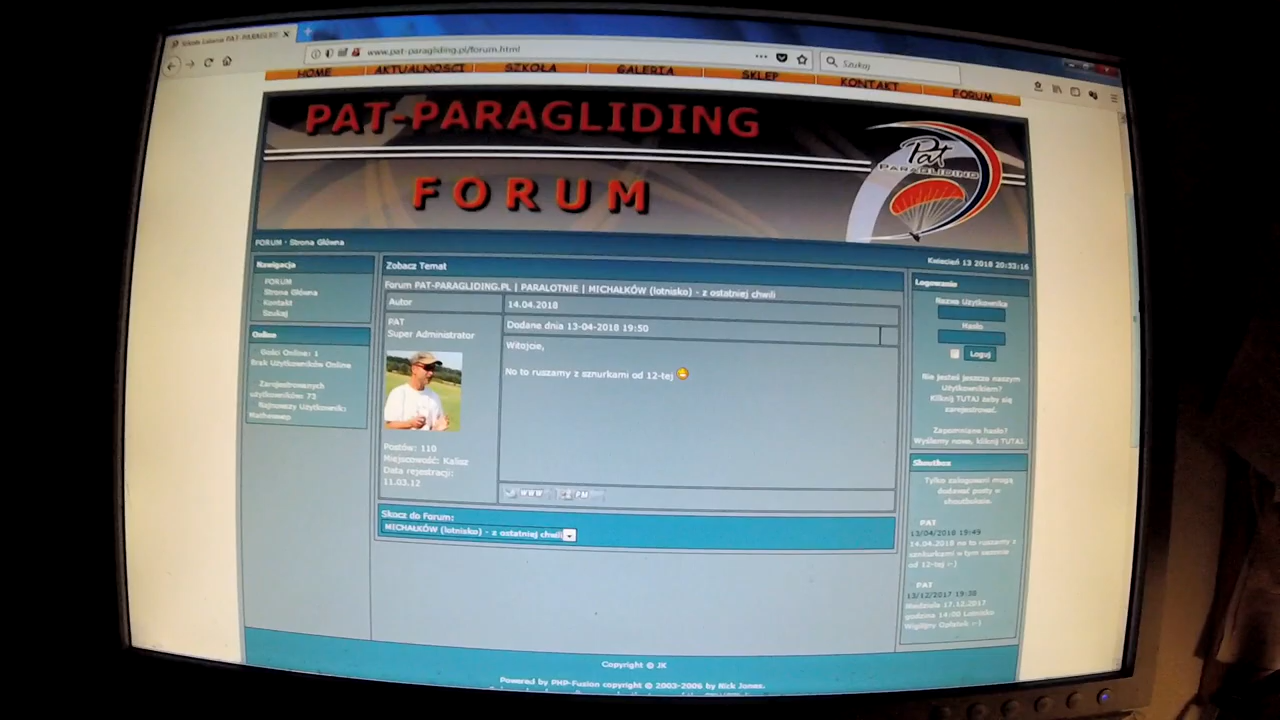 Szkoła Latania PAT-PARAGLID
www.pat-paragliding.pl/forum.html
Szukaj
HOME
AKTUALNOŚCI
SZKOŁA
GALERIA
SKLEP
KONTAKT
FORUM
PAT-PARAGLIDING
FORUM
Pat
PARAGLIDING
FORUM · Strona Główna
Kwiecień 13 2018 20:33:16
Nawigacja
FORUM
Strona Główna
Kontakt
Szukaj
Online
Gości Online: 1
Brak Użytkowników Online
Zarejestrowanych
użytkowników: 73
Najnowszy Użytkownik:
Zobacz Temat
Forum PAT-PARAGLIDING.PL | PARALOTNIE | MICHAŁKÓW (lotnisko) - z ostatniej chwili
Autor
14.04.2018
PAT
Super Administrator
Dodane dnia 13-04-2018 19:50
Witojcie,
No to ruszamy z sznurkami od 12-tej
Postów: 110
Miejscowość: Kalisz
Data rejestracji:
11.03.12
WWW
PM
Skocz do Forum:
MICHAŁKÓW (lotnisko) - z ostatniej chwili
Logowanie
Nazwa Użytkownika
Hasło
Loguj
Nie jesteś jeszcze naszym
Użytkownikiem?
Kliknij TUTAJ żeby się
zarejestrować.
Zapomniane hasło?
Wyślemy nowe, kliknij TUTAJ.
Shoutbox
Tylko zalogowani mogą
dodawać posty w
shoutboksie.
PAT
13/04/2018 19:49
14.04.2018 no to ruszamy z
sznurkami w tym sezonie
od 12-tej :-)
PAT
13/12/2017 19:38
Niedziela 17.12.2017
godzina 14:00 Lotnisko
Wigilijny Opłatek :-)
Copyright © JK
Powered by PHP-Fusion copyright © 2003-2006 by Nick Jones.